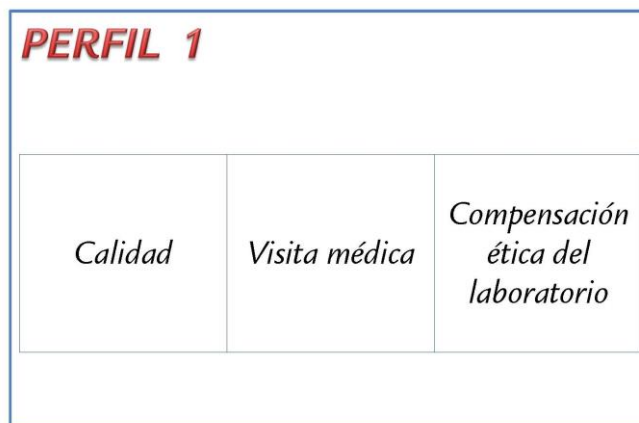 PERFIL 1
Calidad
Visita médica
Compensación
ética del
laboratorio